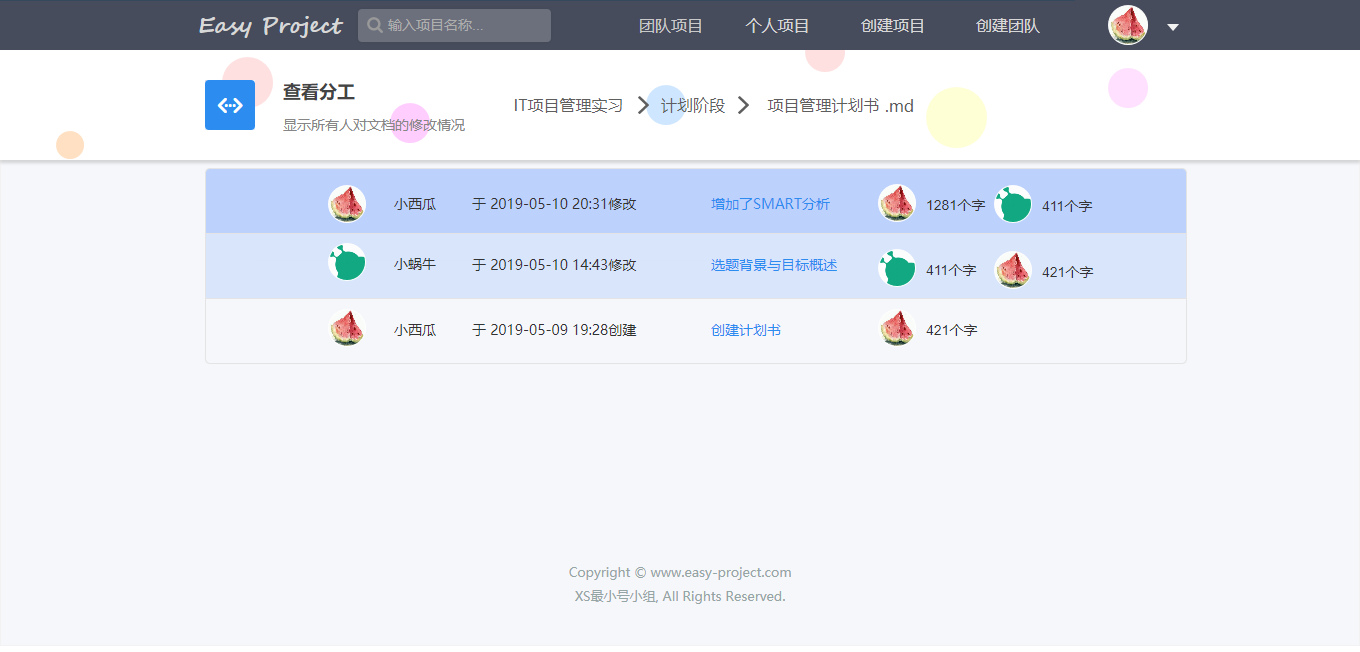 Easy Project 输入项目名称... 团队项目 个人项目 创建项目 创建团队
查看分工
显示所有人对文档的修改情况
IT项目管理实习 计划阶段 项目管理计划书 .md
小西瓜 于 2019-05-10 20:31修改 增加了SMART分析 1281个字 411个字
小蜗牛 于 2019-05-10 14:43修改 选题背景与目标概述 411个字 421个字
小西瓜 于 2019-05-09 19:28创建 创建计划书 421个字
Copyright © www.easy-project.com
XS最小号小组, All Rights Reserved.